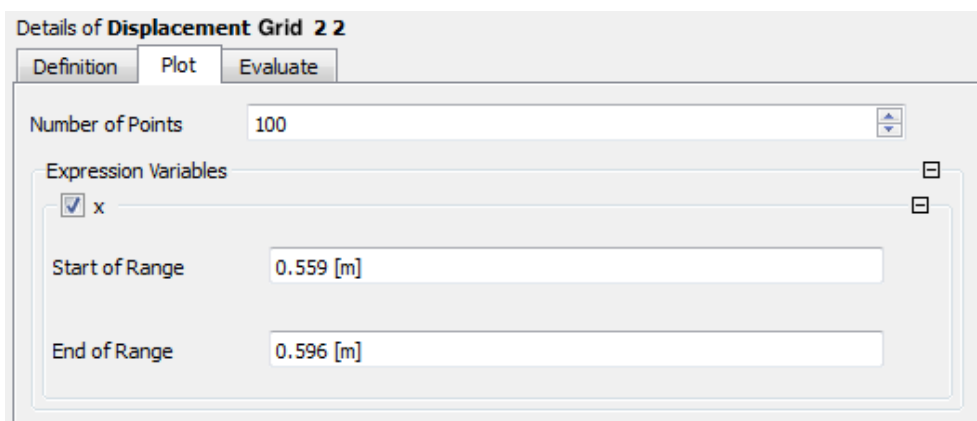 Details of Displacement Grid 2 2
Definition Plot Evaluate
Number of Points 100
Expression Variables
x
Start of Range 0.559 [m]
End of Range 0.596 [m]